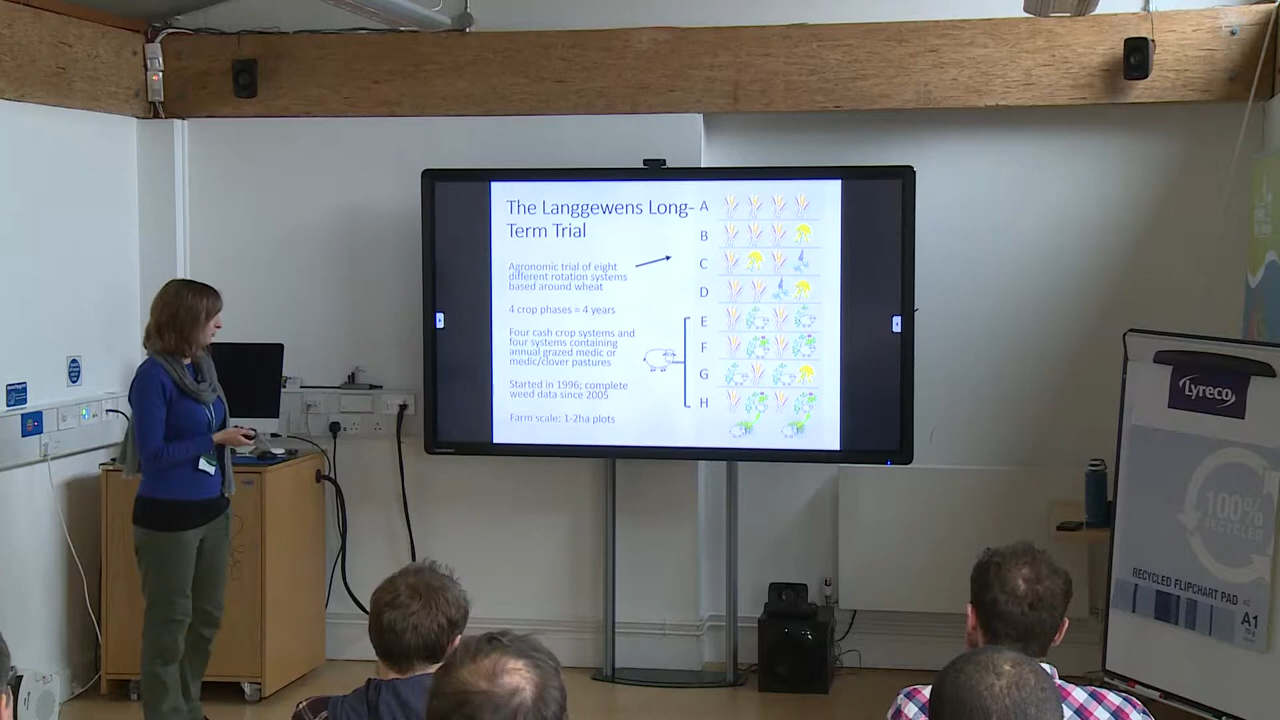 The Langgewens Long-
Term Trial
Agronomic trial of eight
different rotation systems
based around wheat
4 crop phases = 4 years
Four cash crop systems and
four systems containing
annual grazed medic or
medic/clover pastures
Started in 1996; complete
weed data since 2005
Farm scale: 1-2ha plots
A
B
C
D
E
F
G
H
Lyreco
100%
RECYCLED
RECYCLED FLIPCHART PAD
A1